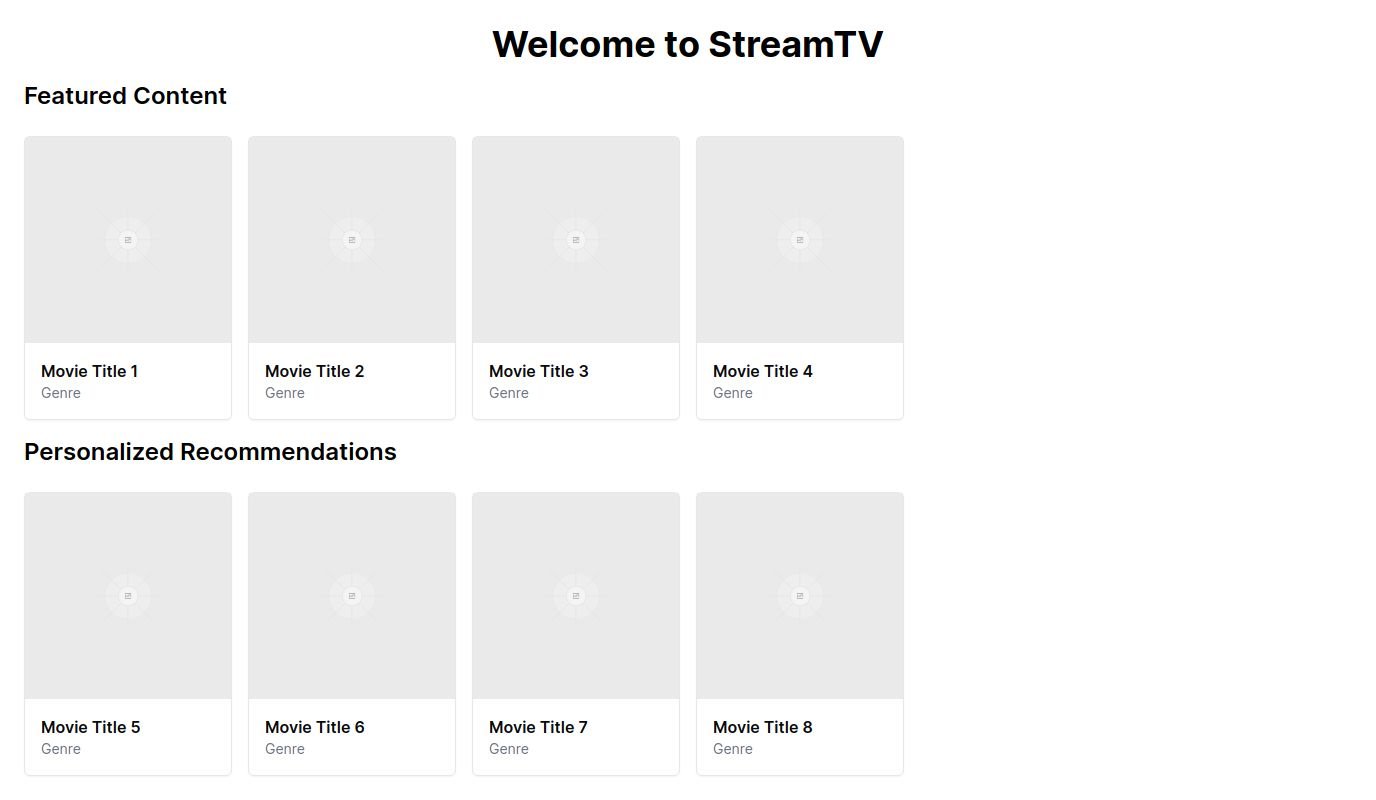 Welcome to StreamTV
Featured Content
Movie Title 1
Genre
Movie Title 2
Genre
Movie Title 3
Genre
Movie Title 4
Genre
Personalized Recommendations
Movie Title 5
Genre
Movie Title 6
Genre
Movie Title 7
Genre
Movie Title 8
Genre